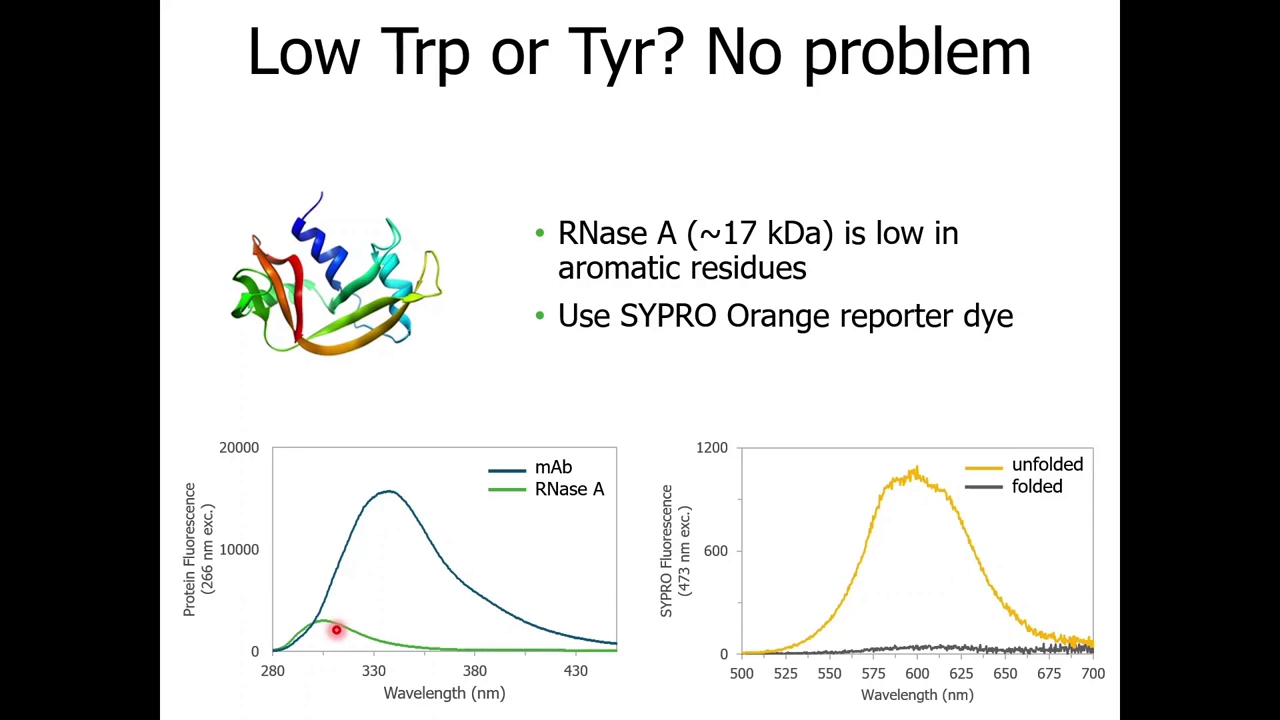 Low Trp or Tyr? No problem
• RNase A (~17 kDa) is low in
aromatic residues
• Use SYPRO Orange reporter dye
Protein Fluorescence
(266 nm exc.)
20000
10000
0
mAb
RNase A
280
330
380
430
Wavelength (nm)
SYPRO Fluorescence
(473 nm exc.)
1200
600
0
unfolded
folded
500
525
550
575
600
625
650
675
700
Wavelength (nm)